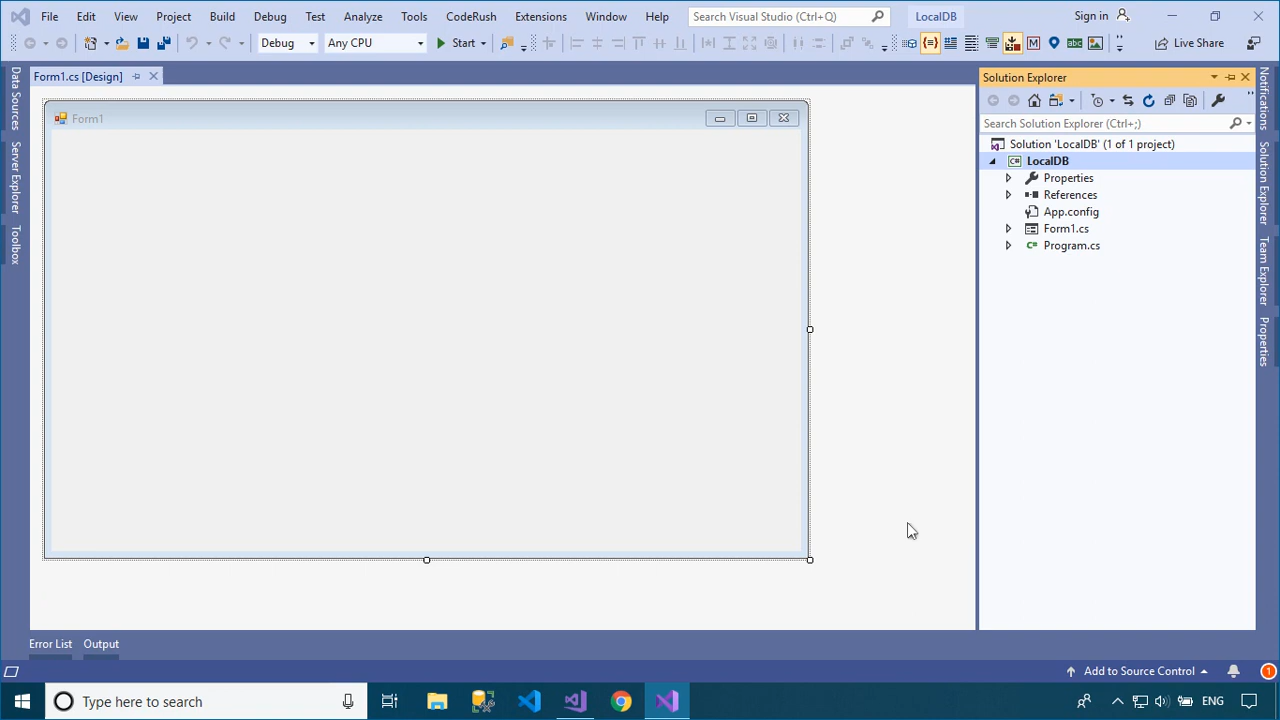 File Edit View Project Build Debug Test Analyze Tools CodeRush Extensions Window Help Search Visual Studio (Ctrl+Q) LocalDB Sign in
Debug Any CPU Start Live Share
Form1.cs [Design]
Solution Explorer
Search Solution Explorer (Ctrl+;)
Form1
Solution 'LocalDB' (1 of 1 project)
C# LocalDB
Properties
References
App.config
Form1.cs
C# Program.cs
Data Sources
Server Explorer
Toolbox
Notifications
Solution Explorer
Team Explorer
Properties
Error List Output
Add to Source Control 1
Type here to search ENG